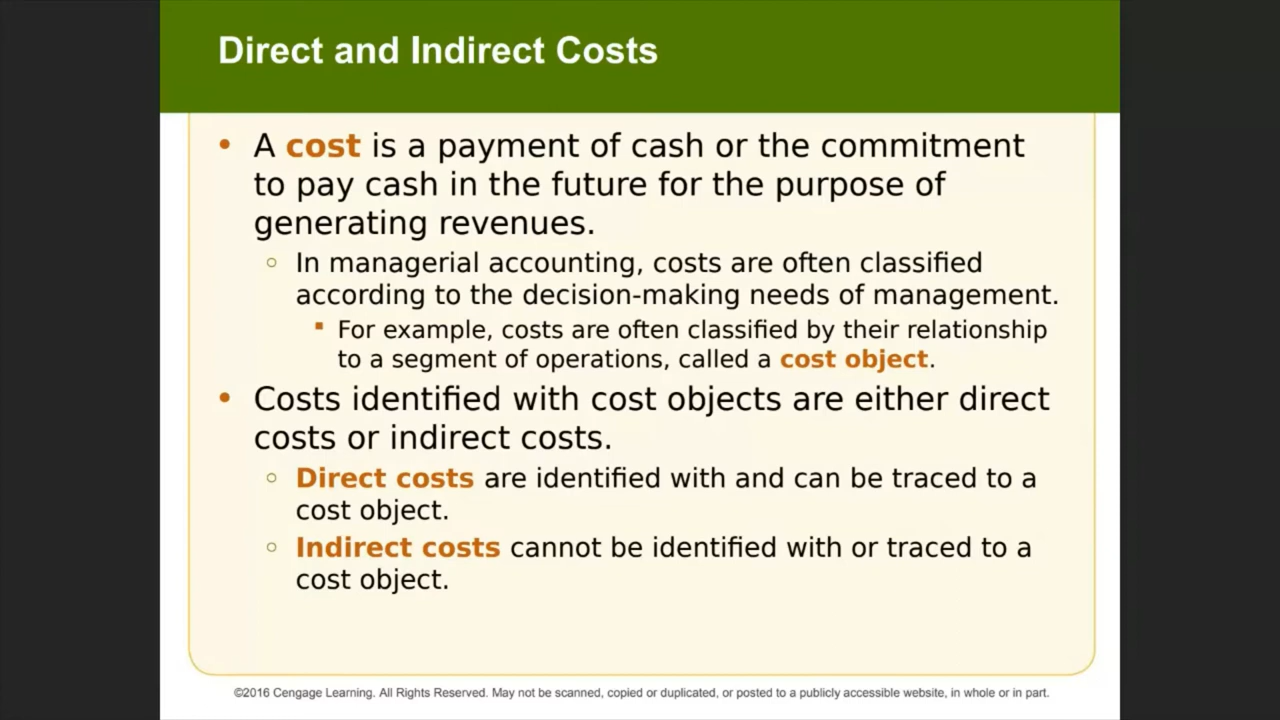 Direct and Indirect Costs
• A cost is a payment of cash or the commitment
to pay cash in the future for the purpose of
generating revenues.
○ In managerial accounting, costs are often classified
according to the decision-making needs of management.
▪ For example, costs are often classified by their relationship
to a segment of operations, called a cost object.
• Costs identified with cost objects are either direct
costs or indirect costs.
○ Direct costs are identified with and can be traced to a
cost object.
○ Indirect costs cannot be identified with or traced to a
cost object.
©2016 Cengage Learning. All Rights Reserved. May not be scanned, copied or duplicated, or posted to a publicly accessible website, in whole or in part.